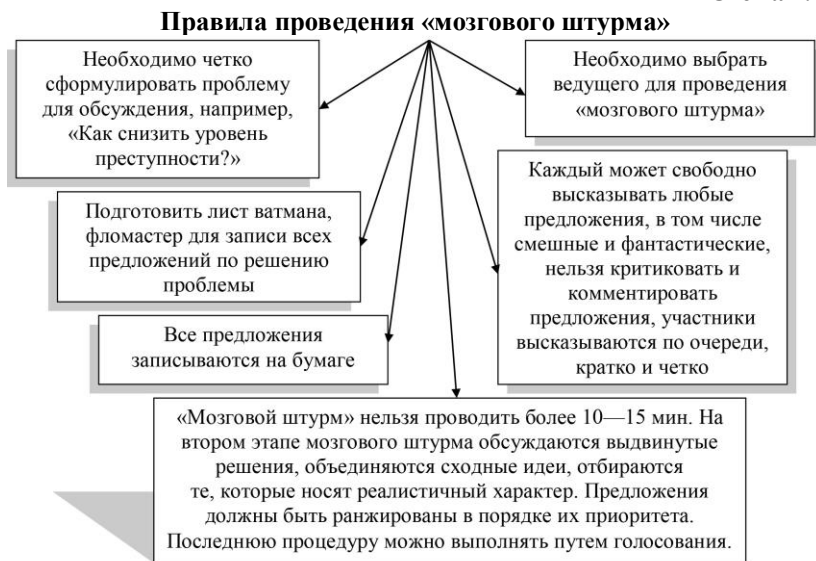 Правила проведения «мозгового штурма»
Необходимо четко
сформулировать проблему
для обсуждения, например,
«Как снизить уровень
преступности?»
Необходимо выбрать
ведущего для проведения
«мозгового штурма»
Подготовить лист ватмана,
фломастер для записи всех
предложений по решению
проблемы
Каждый может свободно
высказывать любые
предложения, в том числе
смешные и фантастические,
нельзя критиковать и
комментировать
предложения, участники
высказываются по очереди,
кратко и четко
Все предложения
записываются на бумаге
«Мозговой штурм» нельзя проводить более 10—15 мин. На
втором этапе мозгового штурма обсуждаются выдвинутые
решения, объединяются сходные идеи, отбираются
те, которые носят реалистичный характер. Предложения
должны быть ранжированы в порядке их приоритета.
Последнюю процедуру можно выполнять путем голосования.